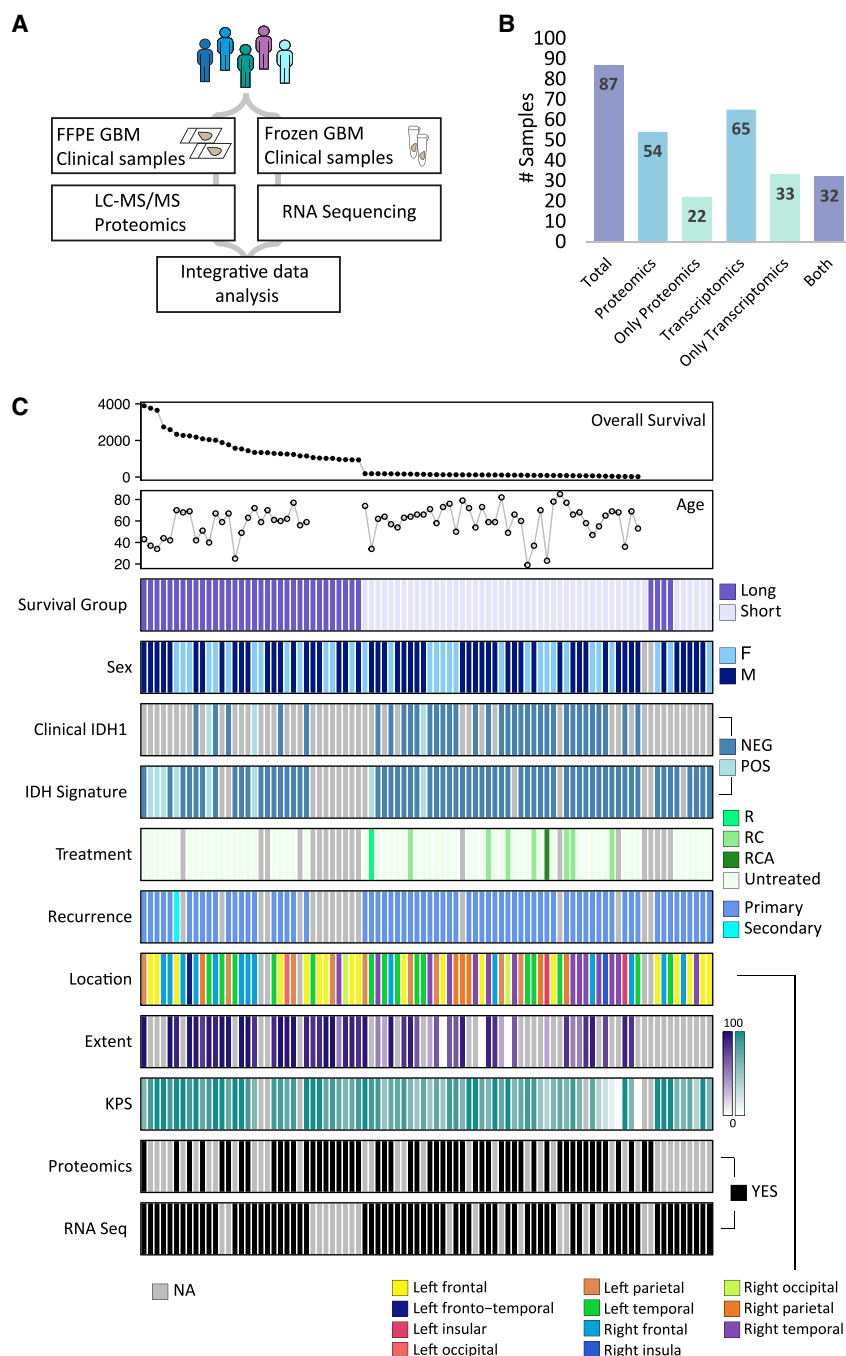 A
FFPE GBM
Clinical samples
Frozen GBM
Clinical samples
LC-MS/MS
Proteomics
RNA Sequencing
Integrative data
analysis
B
# Samples
100
90
80
70
60
50
40
30
20
10
0
87
54
22
65
33
32
Total
Proteomics
Only Proteomics
Transcriptomics
Only Transcriptomics
Both
C
4000
2000
0
Overall Survival
80
60
40
20
Age
Survival Group
Long
Short
Sex
F
M
Clinical IDH1
NEG
POS
IDH Signature
Treatment
R
RC
RCA
Untreated
Recurrence
Primary
Secondary
Location
Extent
100
0
KPS
Proteomics
YES
RNA Seq
NA
Left frontal
Left fronto-temporal
Left insular
Left occipital
Left parietal
Left temporal
Right frontal
Right insula
Right occipital
Right parietal
Right temporal